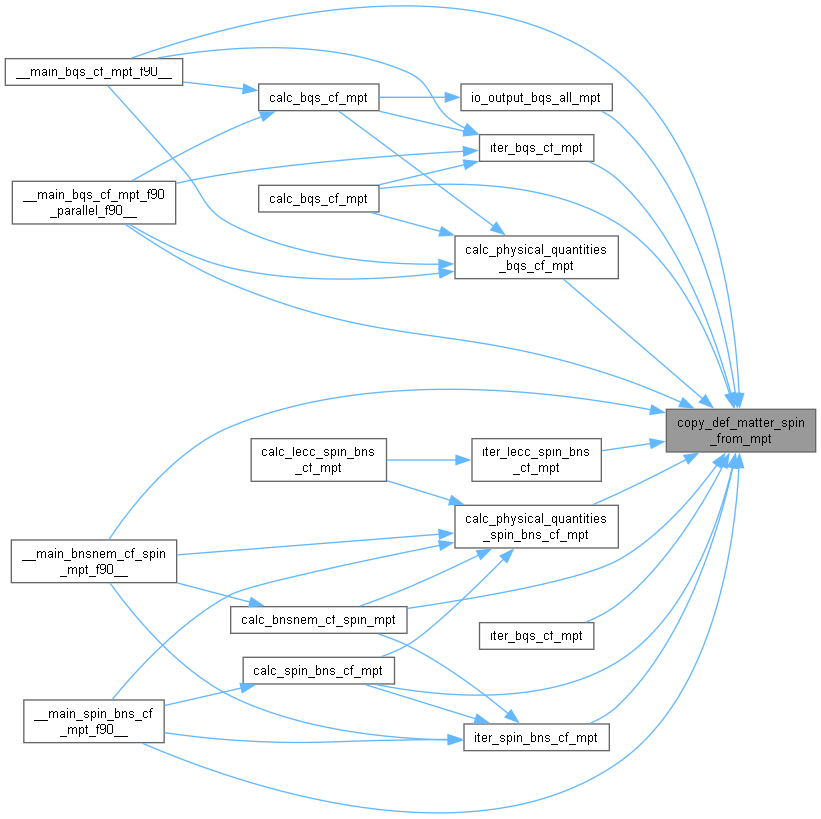 __main_bqs_cf_mpt_f90__
calc_bqs_cf_mpt
io_output_bqs_all_mpt
iter_bqs_cf_mpt
__main_bqs_cf_mpt_f90
_parallel_f90__
calc_bqs_cf_mpt
calc_physical_quantities
_bqs_cf_mpt
copy_def_matter_spin
_from_mpt
calc_lecc_spin_bns
_cf_mpt
iter_lecc_spin_bns
_cf_mpt
calc_physical_quantities
_spin_bns_cf_mpt
__main_bnsnem_cf_spin
_mpt_f90__
calc_bnsnem_cf_spin_mpt
iter_bqs_cf_mpt
calc_spin_bns_cf_mpt
__main_spin_bns_cf
_mpt_f90__
iter_spin_bns_cf_mpt